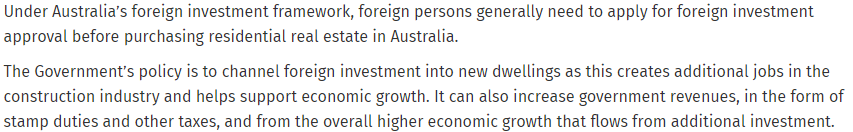 Under Australia’s foreign investment framework, foreign persons generally need to apply for foreign investment
approval before purchasing residential real estate in Australia.
The Government’s policy is to channel foreign investment into new dwellings as this creates additional jobs in the
construction industry and helps support economic growth. It can also increase government revenues, in the form of
stamp duties and other taxes, and from the overall higher economic growth that flows from additional investment.